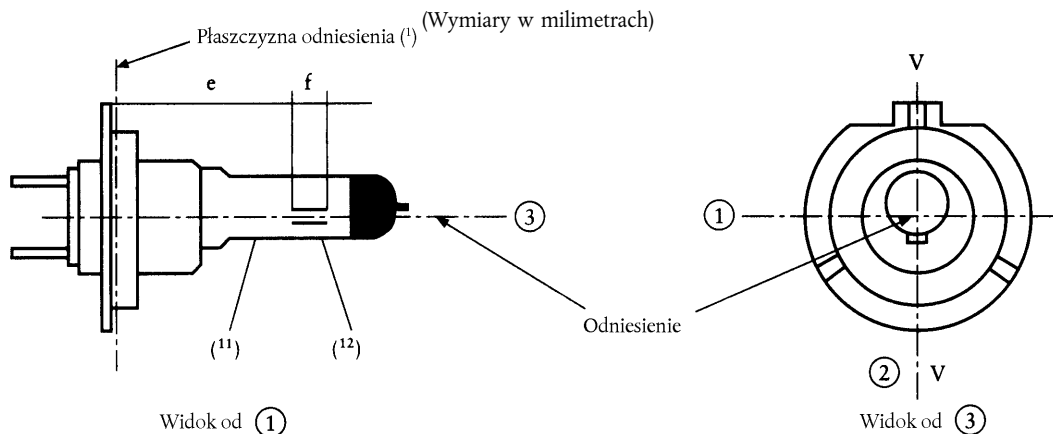 (Wymiary w milimetrach)
Płaszczyzna odniesienia (¹)
e
f
③
(¹¹)
(¹²)
Widok od ①
V
①
Odniesienie
② V
Widok od ③